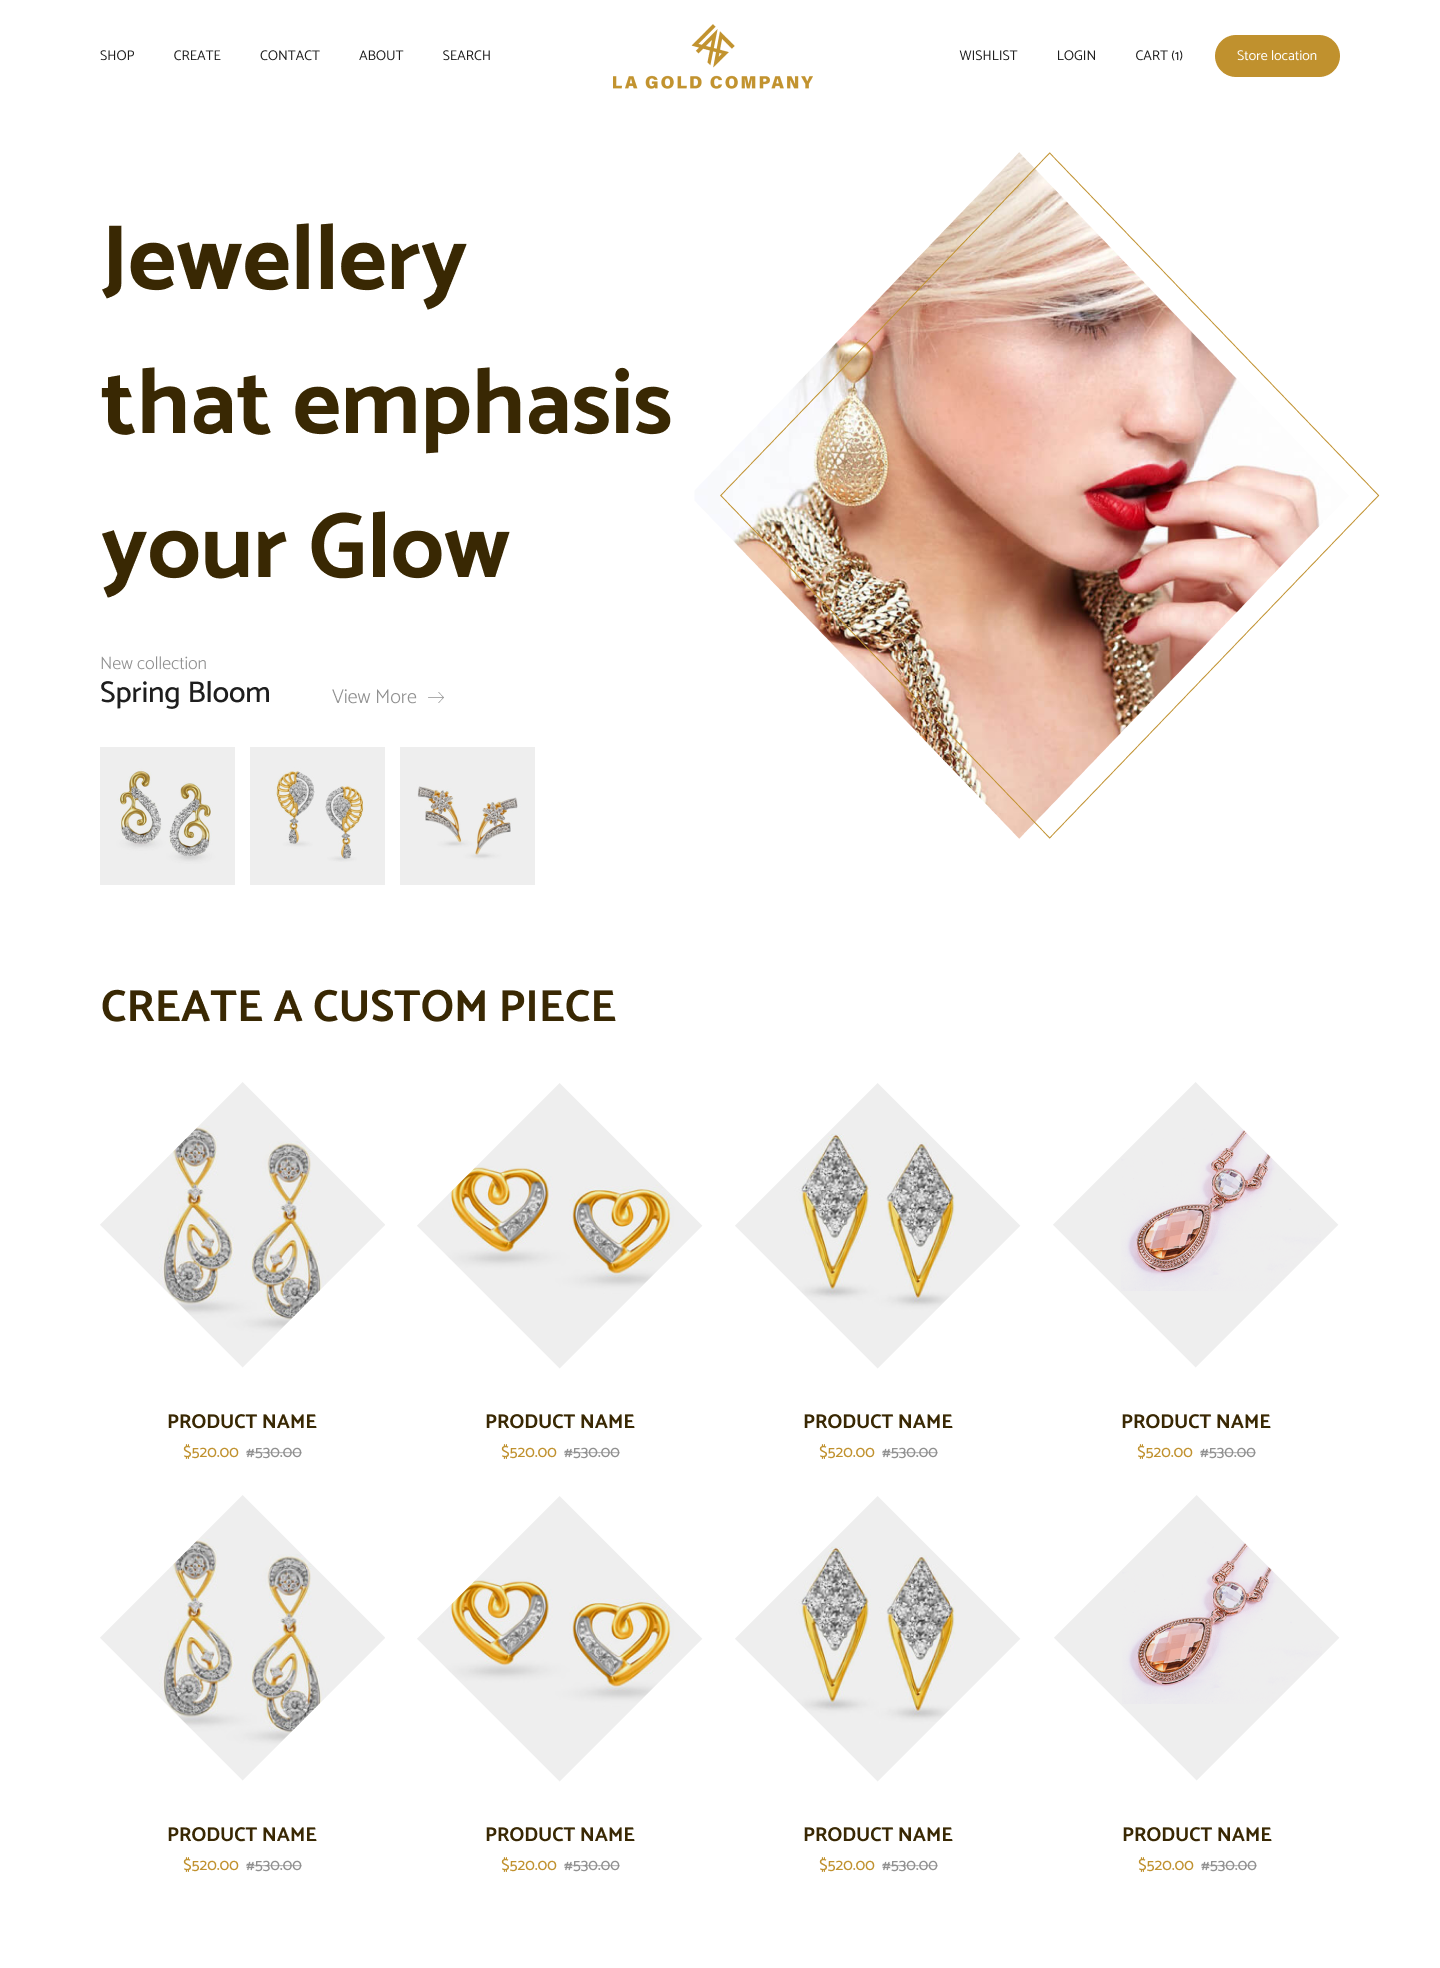 SHOP CREATE CONTACT ABOUT SEARCH
LA GOLD COMPANY
WISHLIST LOGIN CART (1) Store location
Jewellery
that emphasis
your Glow
New collection
Spring Bloom
View More
CREATE A CUSTOM PIECE
PRODUCT NAME PRODUCT NAME PRODUCT NAME PRODUCT NAME
$520.00 #530.00 $520.00 #530.00 $520.00 #530.00 $520.00 #530.00
PRODUCT NAME PRODUCT NAME PRODUCT NAME PRODUCT NAME
$520.00 #530.00 $520.00 #530.00 $520.00 #530.00 $520.00 #530.00